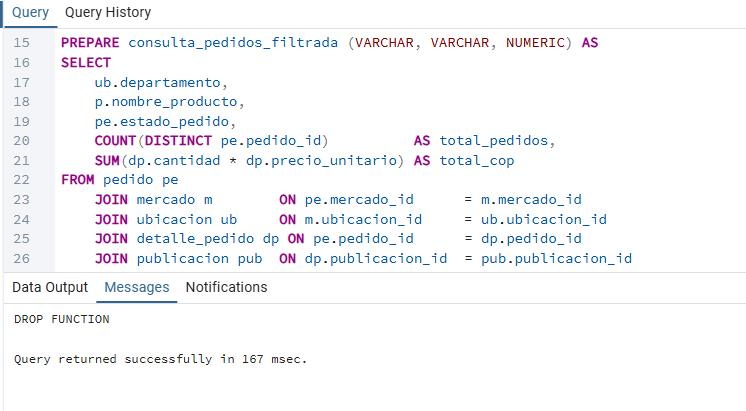 Query Query History
15 PREPARE consulta_pedidos_filtrada (VARCHAR, VARCHAR, NUMERIC) AS
16 SELECT
17 ub.departamento,
18 p.nombre_producto,
19 pe.estado_pedido,
20 COUNT(DISTINCT pe.pedido_id) AS total_pedidos,
21 SUM(dp.cantidad * dp.precio_unitario) AS total_cop
22 FROM pedido pe
23 JOIN mercado m ON pe.mercado_id = m.mercado_id
24 JOIN ubicacion ub ON m.ubicacion_id = ub.ubicacion_id
25 JOIN detalle_pedido dp ON pe.pedido_id = dp.pedido_id
26 JOIN publicacion pub ON dp.publicacion_id = pub.publicacion_id
Data Output Messages Notifications
DROP FUNCTION
Query returned successfully in 167 msec.